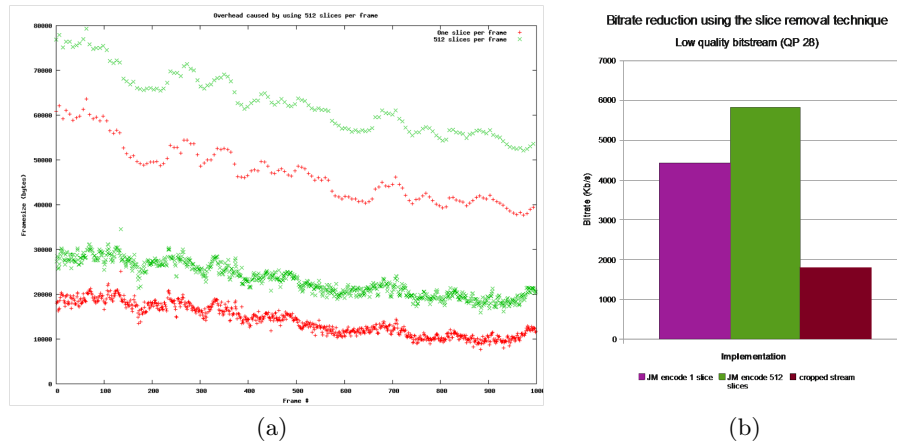 Overhead caused by using 512 slices per frame
One slice per frame
512 slices per frame
80000
70000
60000
50000
40000
30000
20000
10000
0
Framesize (bytes)
0 100 200 300 400 500 600 700 800 900 1000
Frame #
(a)
Bitrate reduction using the slice removal technique
Low quality bitstream (QP 28)
7000
6000
5000
4000
3000
2000
1000
0
Bitrate (Kb/s)
Implementation
JM encode 1 slice
JM encode 512 slices
cropped stream
(b)